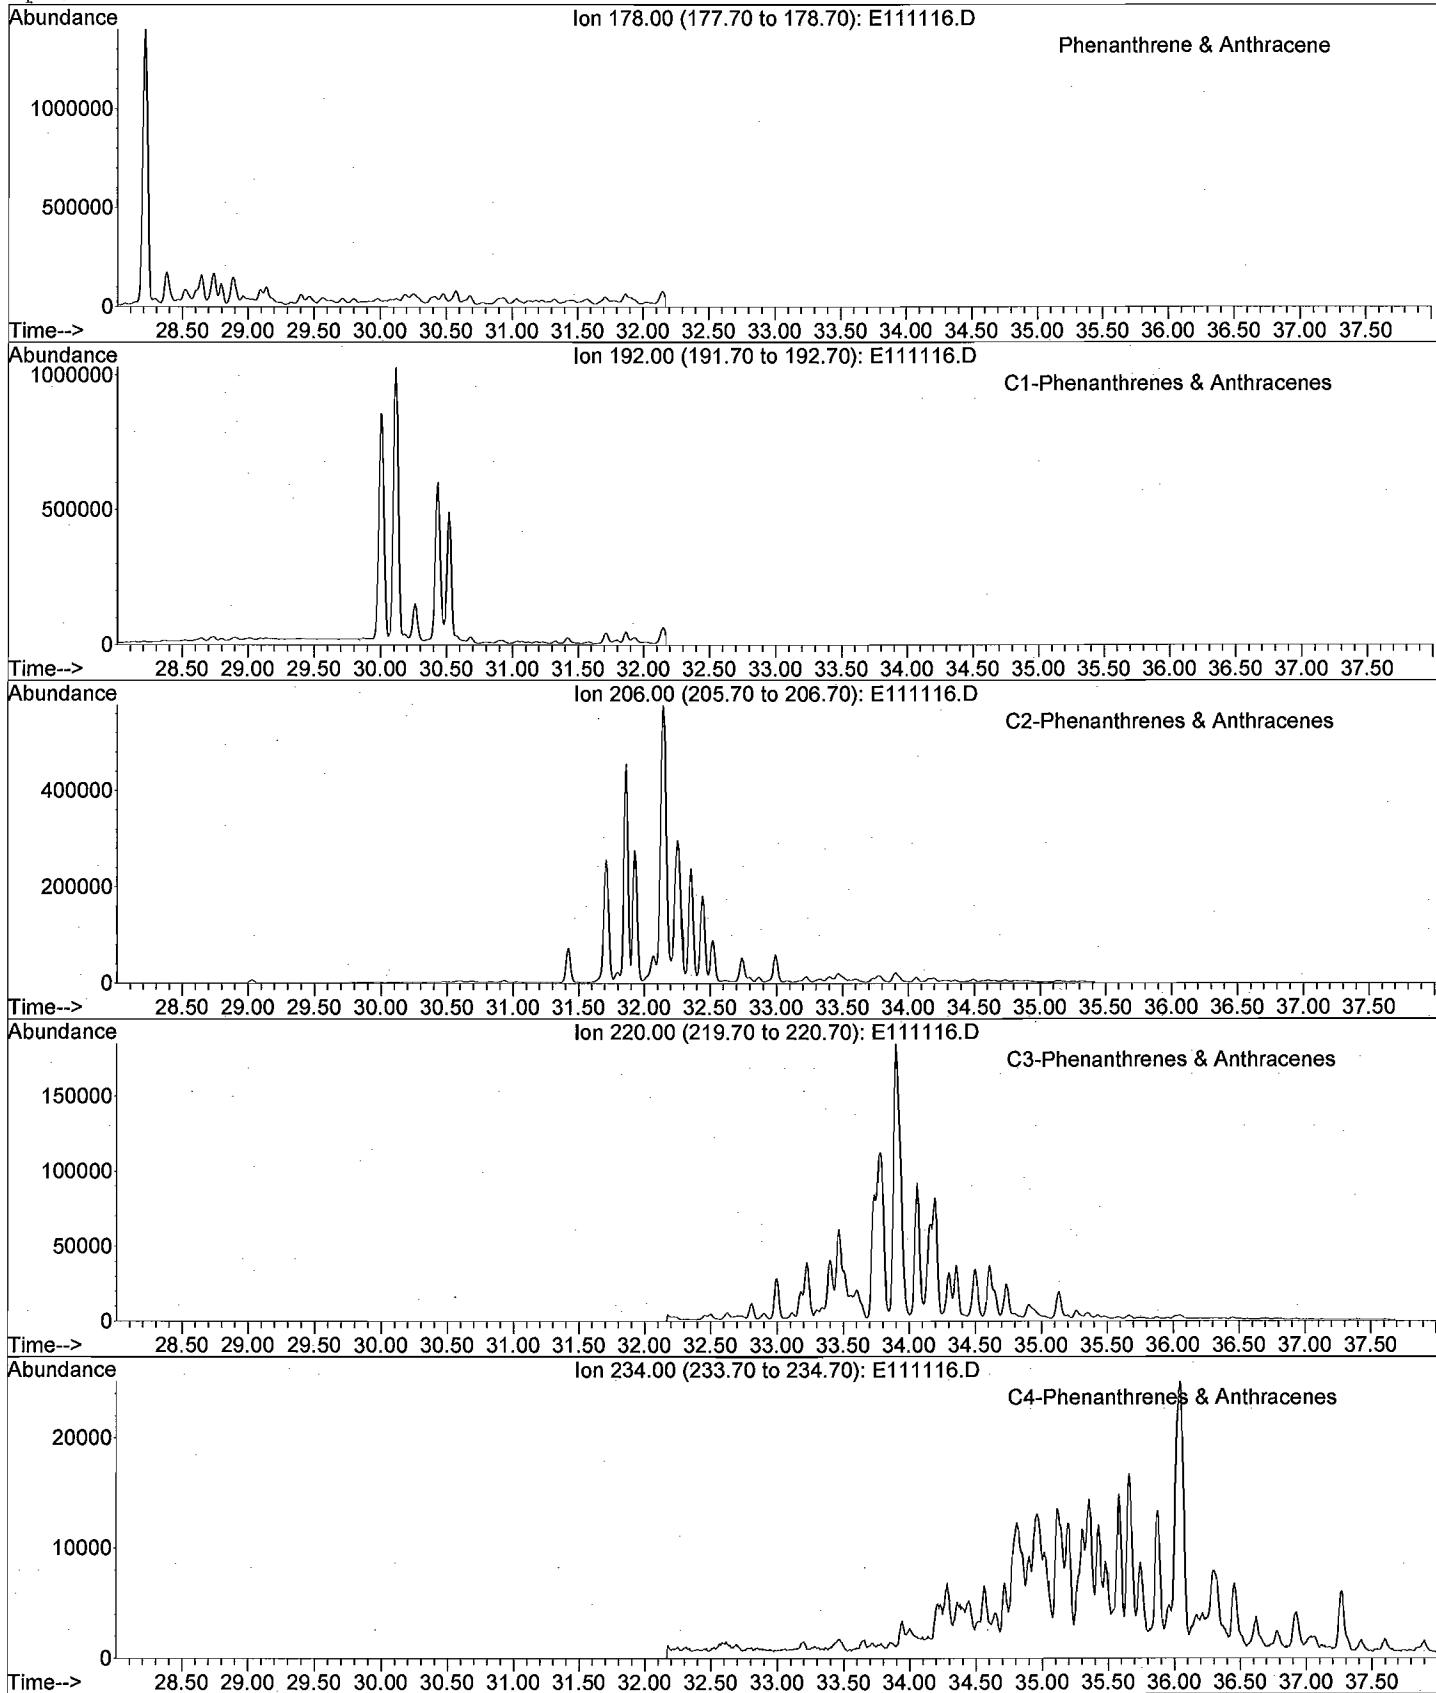 Abundance
Ion 178.00 (177.70 to 178.70): E111116.D
Phenanthrene & Anthracene
1000000
500000
0
Time--> 28.50 29.00 29.50 30.00 30.50 31.00 31.50 32.00 32.50 33.00 33.50 34.00 34.50 35.00 35.50 36.00 36.50 37.00 37.50
Abundance
Ion 192.00 (191.70 to 192.70): E111116.D
1000000
C1-Phenanthrenes & Anthracenes
500000
0
Time--> 28.50 29.00 29.50 30.00 30.50 31.00 31.50 32.00 32.50 33.00 33.50 34.00 34.50 35.00 35.50 36.00 36.50 37.00 37.50
Abundance
Ion 206.00 (205.70 to 206.70): E111116.D
C2-Phenanthrenes & Anthracenes
400000
200000
0
Time--> 28.50 29.00 29.50 30.00 30.50 31.00 31.50 32.00 32.50 33.00 33.50 34.00 34.50 35.00 35.50 36.00 36.50 37.00 37.50
Abundance
Ion 220.00 (219.70 to 220.70): E111116.D
C3-Phenanthrenes & Anthracenes
150000
100000
50000
0
Time--> 28.50 29.00 29.50 30.00 30.50 31.00 31.50 32.00 32.50 33.00 33.50 34.00 34.50 35.00 35.50 36.00 36.50 37.00 37.50
Abundance
Ion 234.00 (233.70 to 234.70): E111116.D
C4-Phenanthrenes & Anthracenes
20000
10000
0
Time--> 28.50 29.00 29.50 30.00 30.50 31.00 31.50 32.00 32.50 33.00 33.50 34.00 34.50 35.00 35.50 36.00 36.50 37.00 37.50